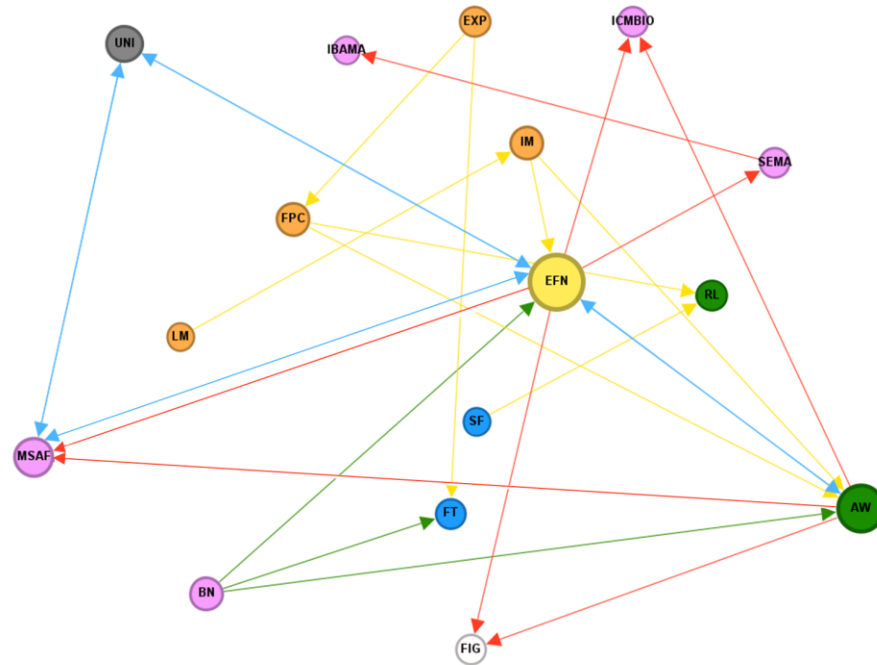 EXP
ICMBIO
UNI
IBAMA
IM
SEMA
FPC
EFN
RL
LM
SF
MSAF
AW
FT
BN
FIG